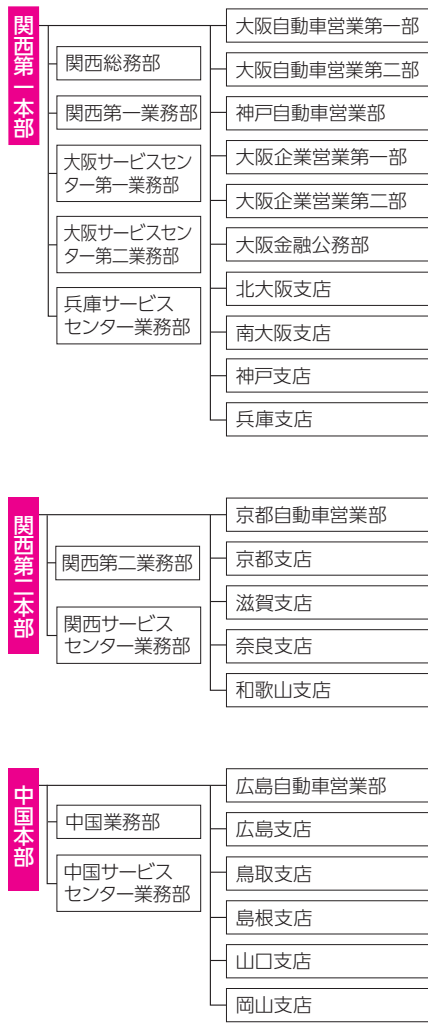 関西第一本部
関西総務部
関西第一業務部
大阪サービスセン
ター第一業務部
大阪サービスセン
ター第二業務部
兵庫サービス
センター業務部
大阪自動車営業第一部
大阪自動車営業第二部
神戸自動車営業部
大阪企業営業第一部
大阪企業営業第二部
大阪金融公務部
北大阪支店
南大阪支店
神戸支店
兵庫支店
関西第二本部
関西第二業務部
関西サービス
センター業務部
京都自動車営業部
京都支店
滋賀支店
奈良支店
和歌山支店
中国本部
中国業務部
中国サービス
センター業務部
広島自動車営業部
広島支店
鳥取支店
島根支店
山口支店
岡山支店